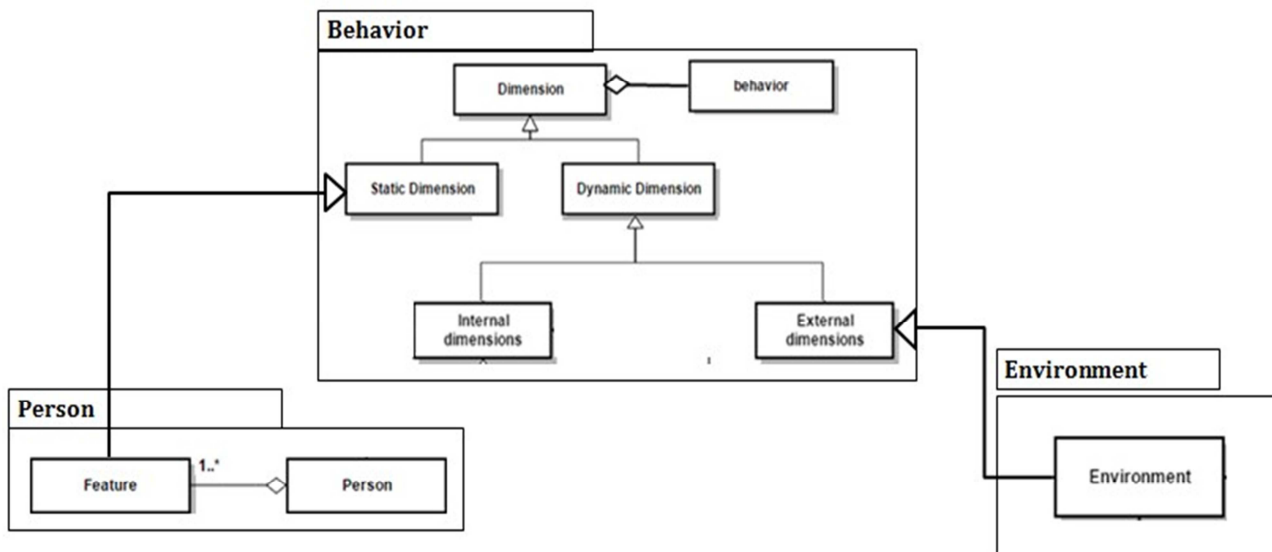 Behavior
Dimension
behavior
Static Dimension
Dynamic Dimension
Internal
dimensions
External
dimensions
Environment
Person
1..*
Feature
Person
Environment